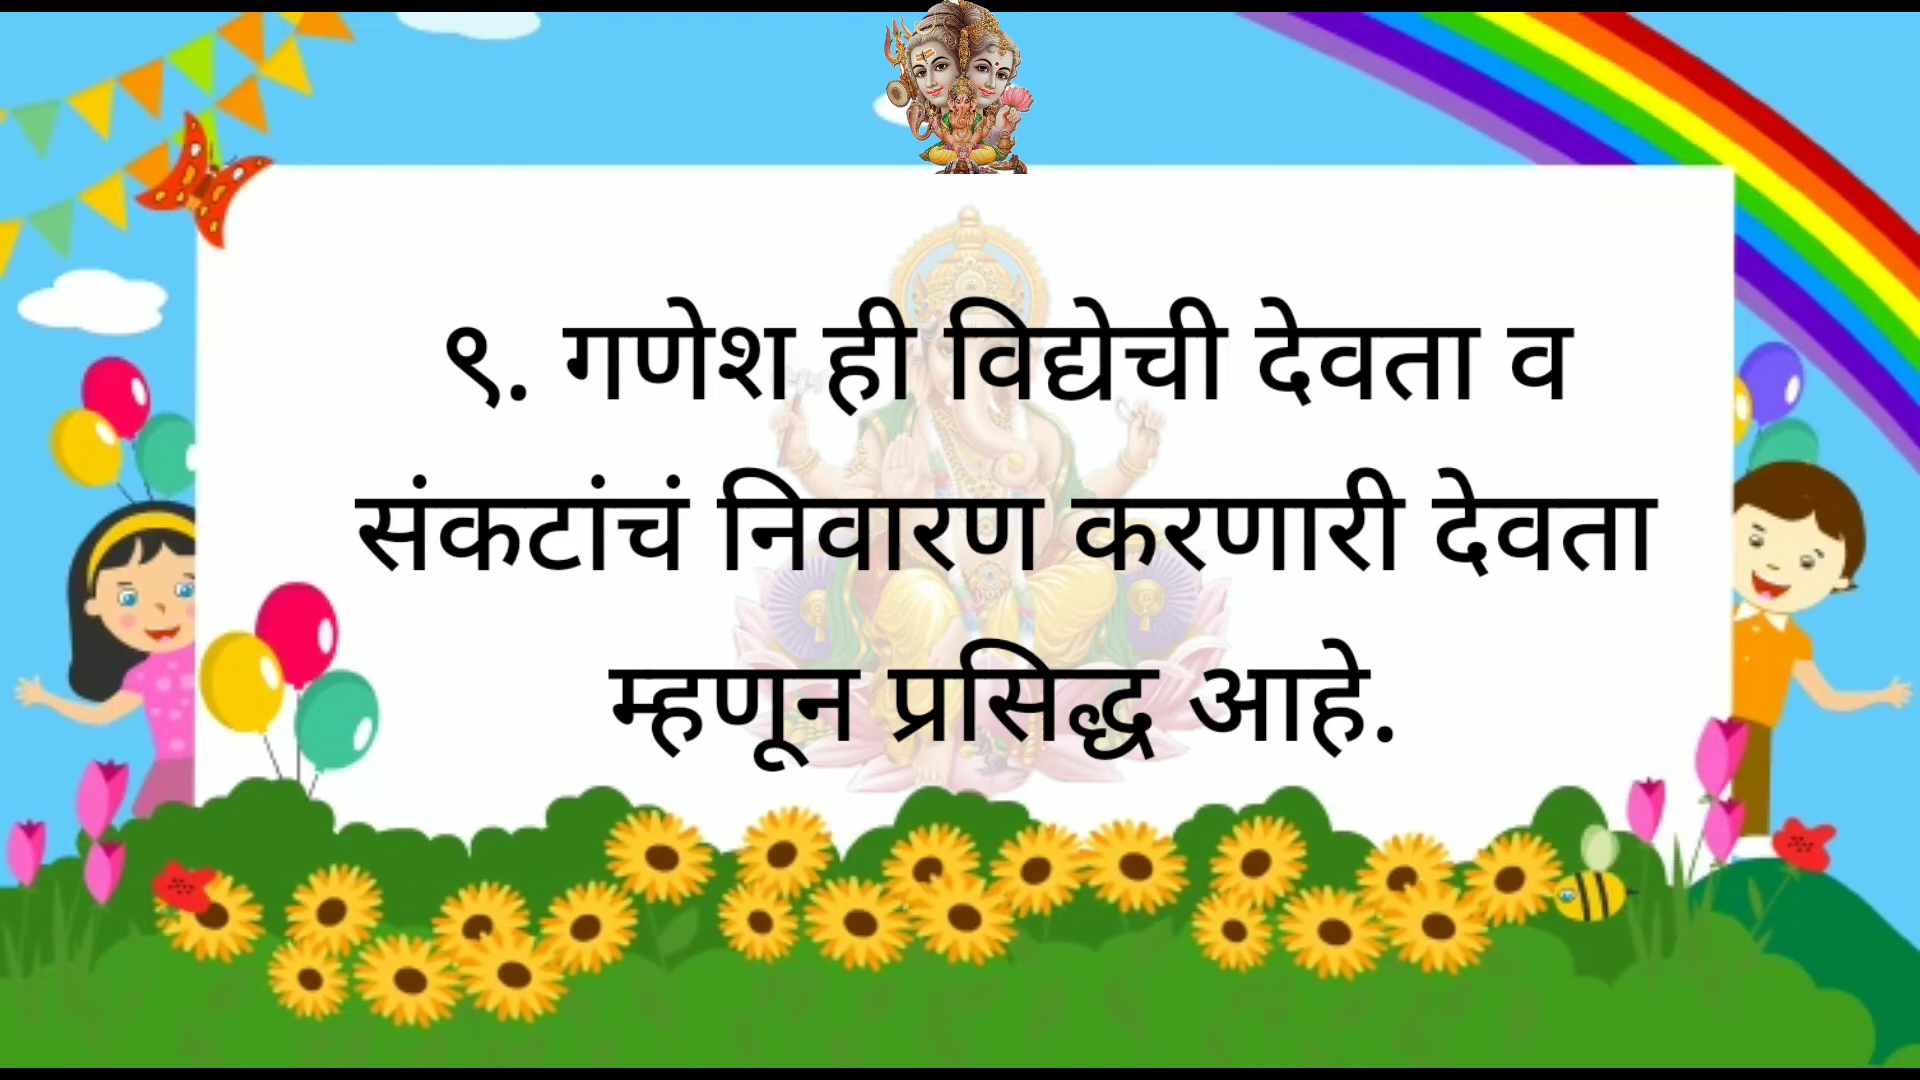 ९. गणेश ही विद्येची देवता व
संकटांचं निवारण करणारी देवता
म्हणून प्रसिद्ध आहे.